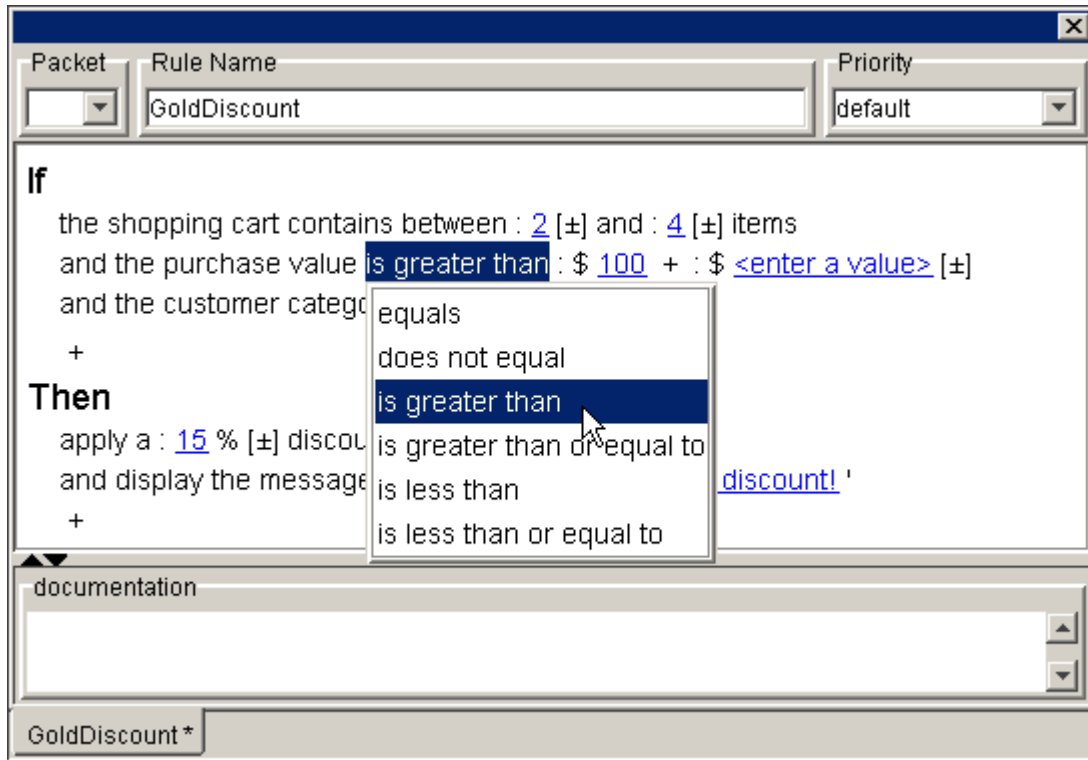 Packet Rule Name Priority
GoldDiscount default
If
the shopping cart contains between : 2 [±] and : 4 [±] items
and the purchase value is greater than : $ 100 + : $ <enter a value> [±]
and the customer catego
equals
does not equal
is greater than
is greater than or equal to
is less than
is less than or equal to
+
Then
apply a : 15 % [±] discou
and display the message discount! '
+
documentation
GoldDiscount *